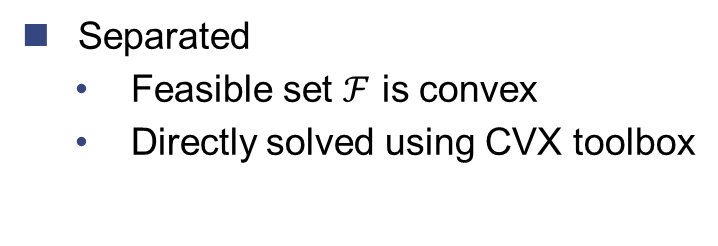 Separated
Feasible set ℱ is convex
Directly solved using CVX toolbox